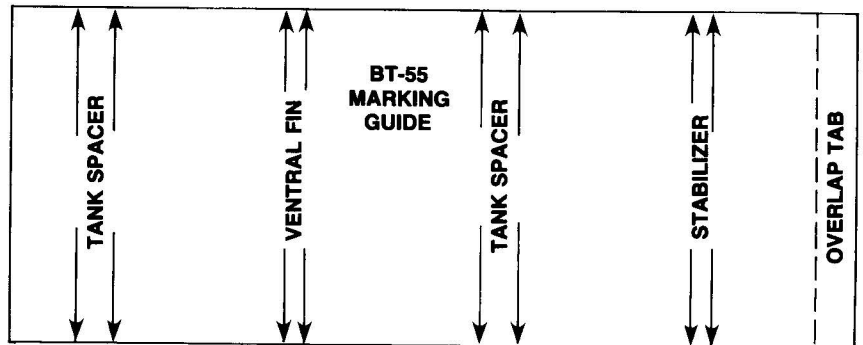 TANK SPACER
VENTRAL FIN
BT-55
MARKING
GUIDE
TANK SPACER
STABILIZER
OVERLAP TAB